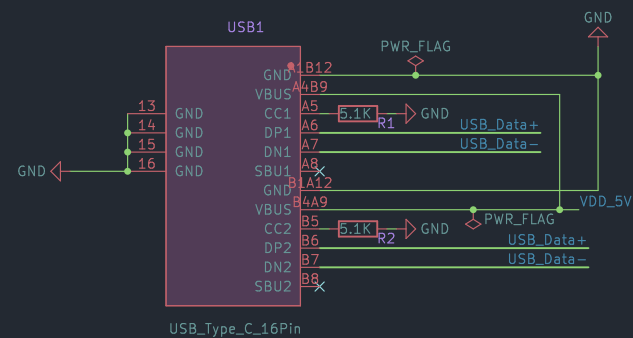 USB1
GND
PWR_FLAG
GND A1B12
VBUS A4B9
13 GND
CC1 A5 5.1K R1 GND
14 GND
DP1 A6 USB_Data+
15 GND
DN1 A7 USB_Data-
GND 16 GND
SBU1 A8
GND B1A12
VBUS B4A9 VDD_5V
PWR_FLAG
CC2 B5 5.1K R2 GND
DP2 B6 USB_Data+
DN2 B7 USB_Data-
SBU2 B8
USB_Type_C_16Pin